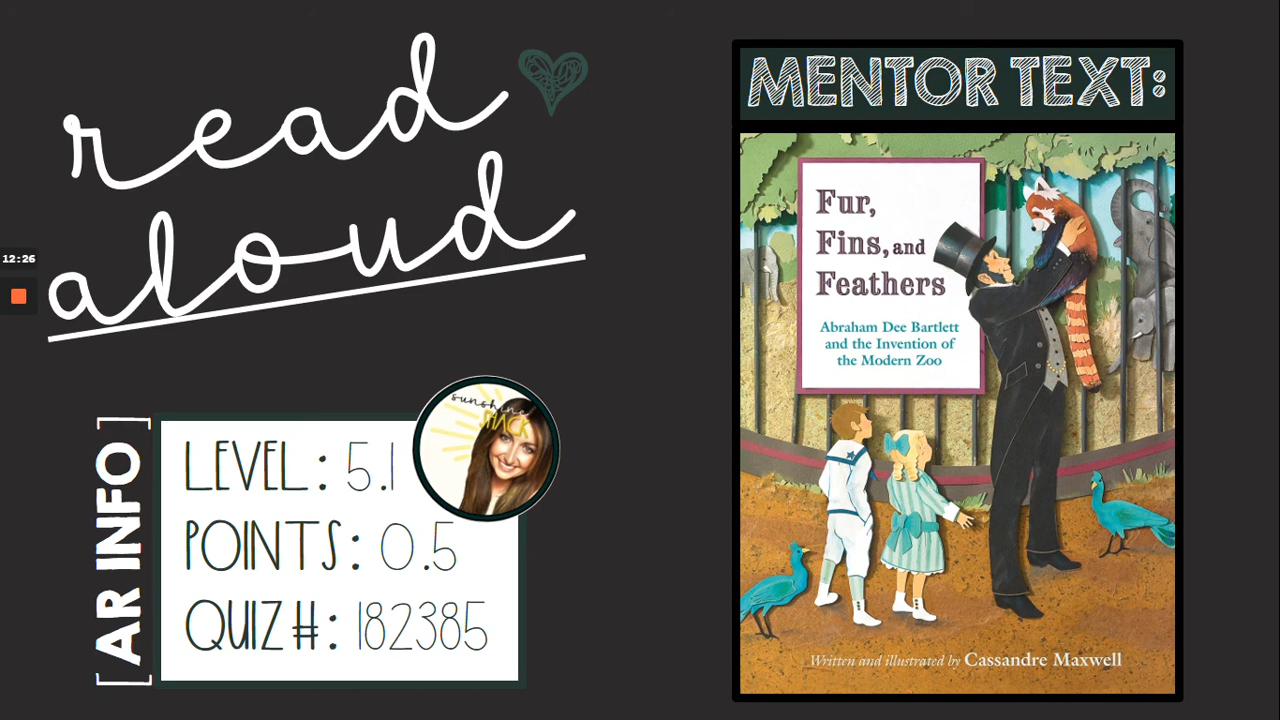 read
aloud
12:26
[AR INFO]
LEVEL: 5.1
POINTS: 0.5
QUIZ#: 182385
sunshine
SHACK
MENTOR TEXT:
Fur,
Fins, and
Feathers
Abraham Dee Bartlett
and the Invention of
the Modern Zoo
Written and illustrated by Cassandre Maxwell